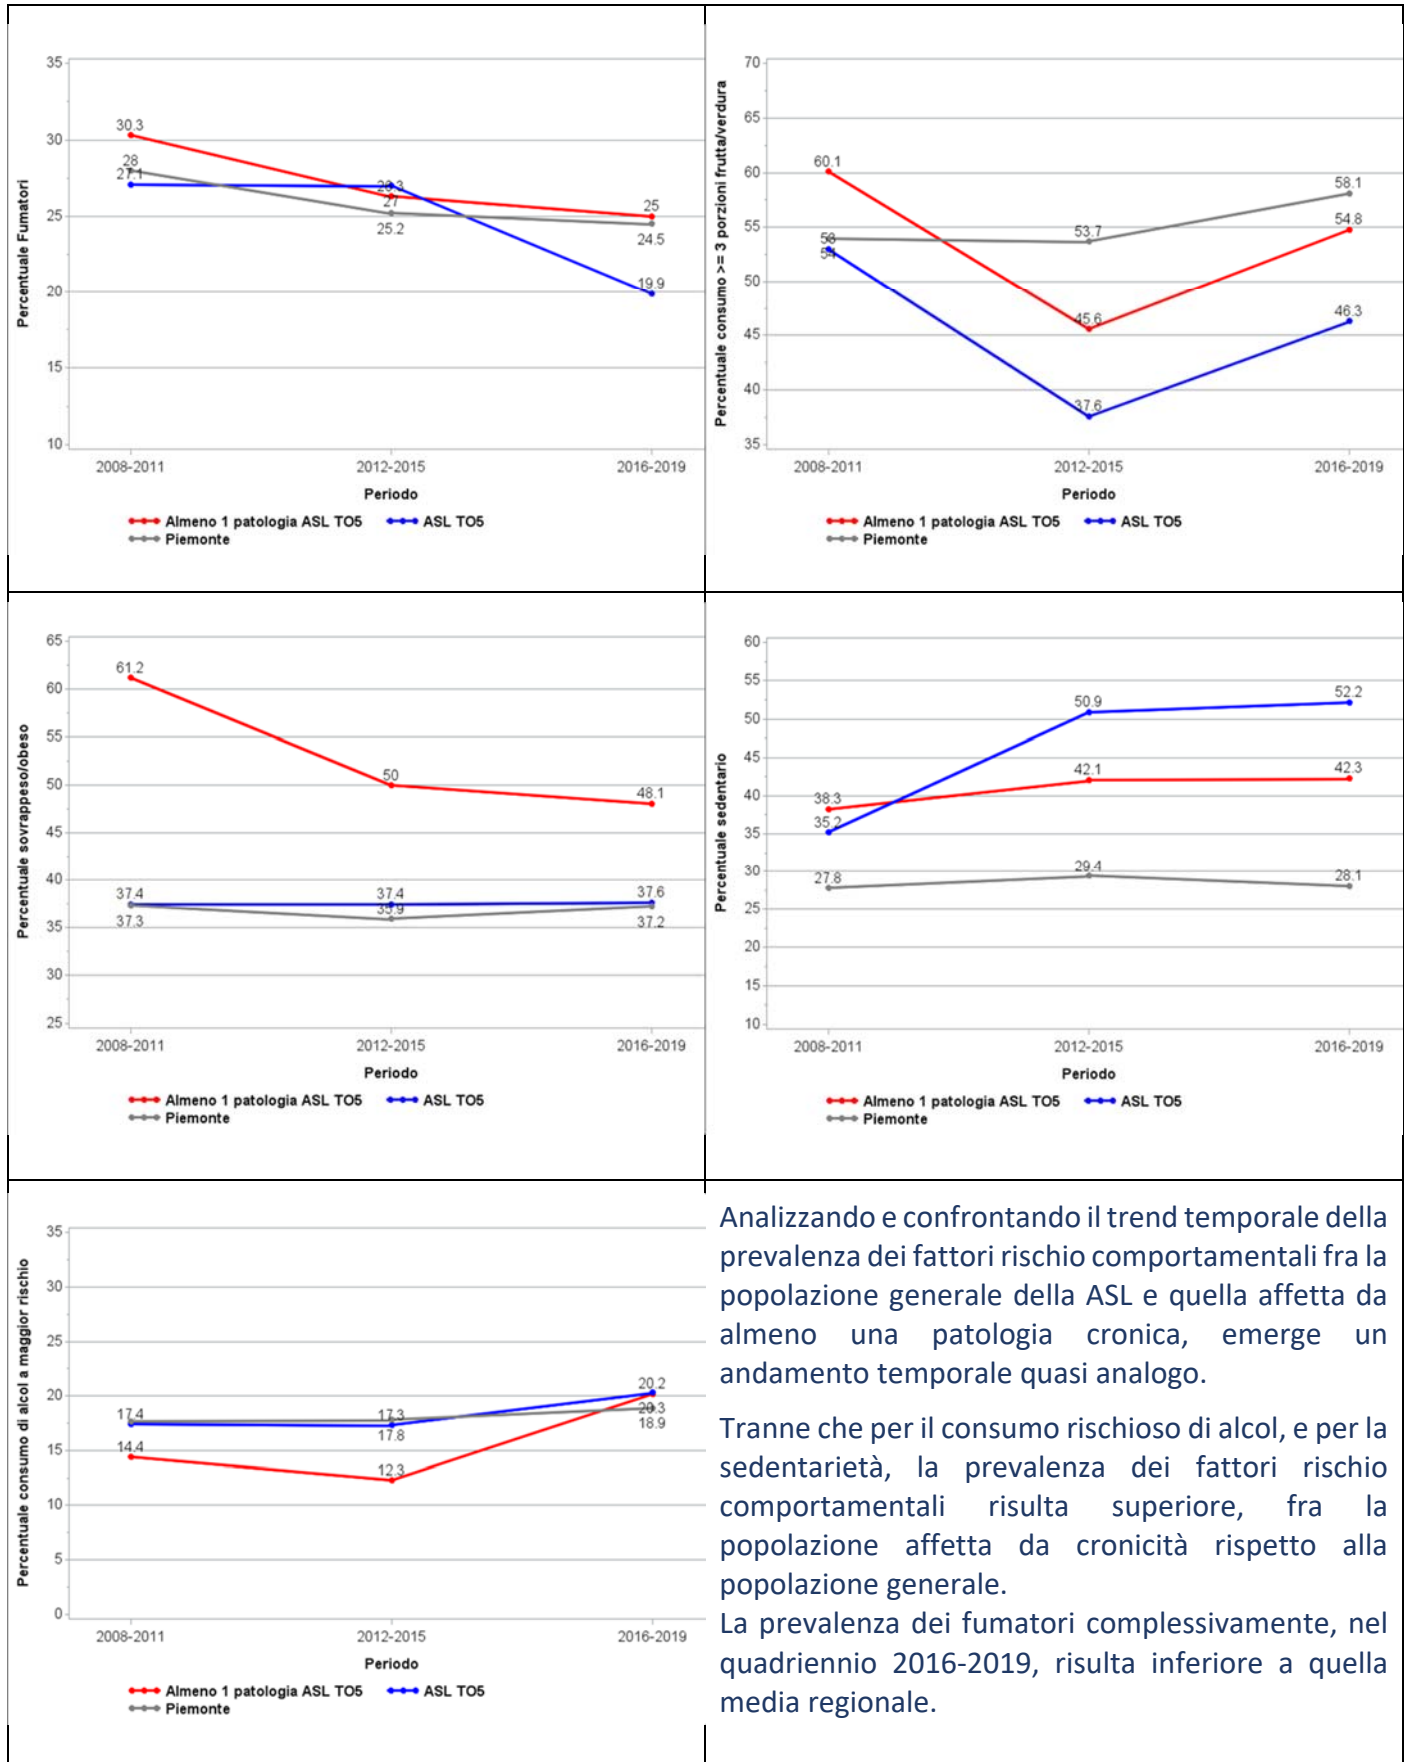 35
30
25
20
15
10
Percentuale Fumatori
30.3
28
27.1
26.3
27
25.2
25
24.5
19.9
2008-2011
2012-2015
2016-2019
Periodo
Almeno 1 patologia ASL TO5
ASL TO5
Piemonte
70
65
60
55
50
45
40
35
Percentuale consumo >= 3 porzioni frutta/verdura
60.1
53
54
53.7
45.6
37.6
58.1
54.8
46.3
2008-2011
2012-2015
2016-2019
Periodo
Almeno 1 patologia ASL TO5
ASL TO5
Piemonte
65
60
55
50
45
40
35
30
25
Percentuale sovrappeso/obeso
61.2
50
48.1
37.4
37.3
37.4
35.9
37.6
37.2
2008-2011
2012-2015
2016-2019
Periodo
Almeno 1 patologia ASL TO5
ASL TO5
Piemonte
60
55
50
45
40
35
30
25
20
15
10
Percentuale sedentario
38.3
35.2
27.8
50.9
42.1
29.4
52.2
42.3
28.1
2008-2011
2012-2015
2016-2019
Periodo
Almeno 1 patologia ASL TO5
ASL TO5
Piemonte
35
30
25
20
15
10
5
0
Percentuale consumo di alcol a maggior rischio
17.4
14.4
17.3
17.8
12.3
20.2
20.3
18.9
2008-2011
2012-2015
2016-2019
Periodo
Almeno 1 patologia ASL TO5
ASL TO5
Piemonte
Analizzando e confrontando il trend temporale della
prevalenza dei fattori rischio comportamentali fra la
popolazione generale della ASL e quella affetta da
almeno una patologia cronica, emerge un
andamento temporale quasi analogo.
Tranne che per il consumo rischioso di alcol, e per la
sedentarietà, la prevalenza dei fattori rischio
comportamentali risulta superiore, fra la
popolazione affetta da cronicità rispetto alla
popolazione generale.
La prevalenza dei fumatori complessivamente, nel
quadriennio 2016-2019, risulta inferiore a quella
media regionale.